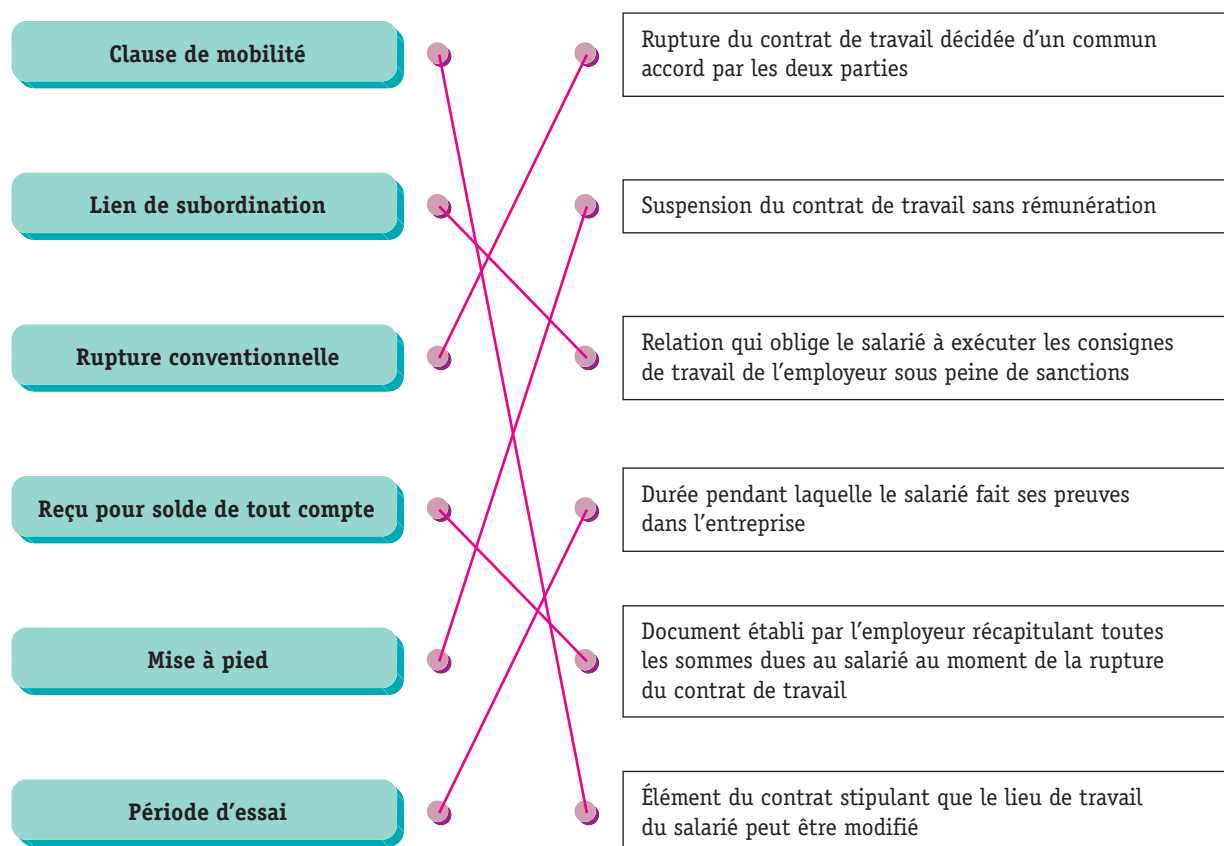 Clause de mobilité
Rupture du contrat de travail décidée d'un commun
accord par les deux parties
Lien de subordination
Suspension du contrat de travail sans rémunération
Rupture conventionnelle
Relation qui oblige le salarié à exécuter les consignes
de travail de l'employeur sous peine de sanctions
Reçu pour solde de tout compte
Durée pendant laquelle le salarié fait ses preuves
dans l'entreprise
Mise à pied
Document établi par l'employeur récapitulant toutes
les sommes dues au salarié au moment de la rupture
du contrat de travail
Période d'essai
Élément du contrat stipulant que le lieu de travail
du salarié peut être modifié